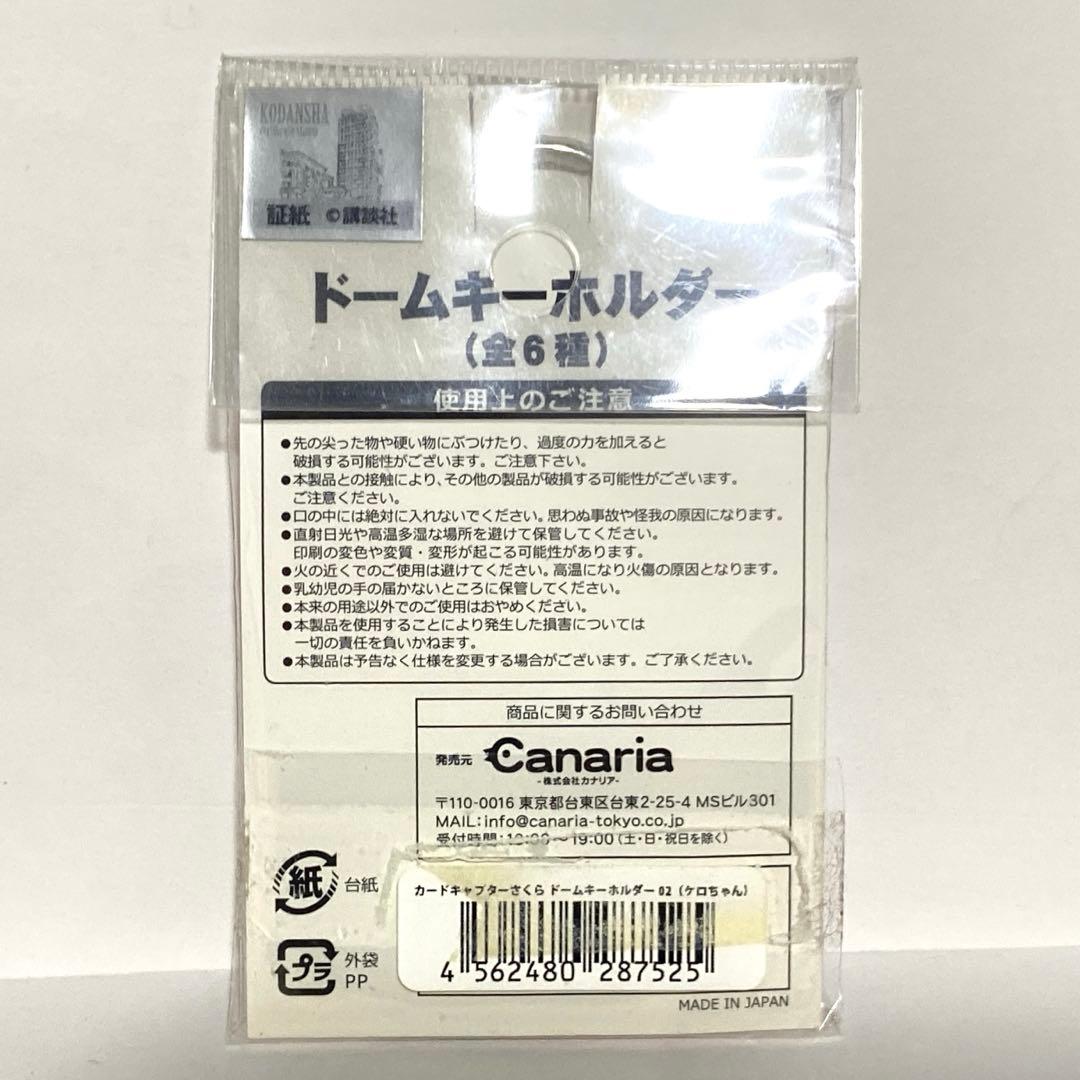 KODANSHA
証紙 ©講談社
ドームキーホルダー
（全6種）
使用上のご注意
●先の尖った物や硬い物にぶつけたり、過度の力を加えると
破損する可能性がございます。ご注意下さい。
●本製品との接触により、その他の製品が破損する可能性がございます。
ご注意ください。
●口の中には絶対に入れないでください。思わぬ事故や怪我の原因になります。
●直射日光や高温多湿な場所を避けて保管してください。
印刷の変色や変質・変形が起こる可能性があります。
●火の近くでのご使用は避けてください。高温になり火傷の原因となります。
●乳幼児の手の届かないところに保管してください。
●本来の用途以外でのご使用はおやめください。
●本製品を使用することにより発生した損害については
一切の責任を負いかねます。
●本製品は予告なく仕様を変更する場合がございます。ご了承ください。
商品に関するお問い合わせ
発売元 Canaria
-株式会社カナリア-
〒110-0016 東京都台東区台東2-25-4 MSビル301
MAIL：info@canaria-tokyo.co.jp
受付時間：10:00～19:00（土・日・祝日を除く）
紙 台紙
カードキャプターさくら ドームキーホルダー 02（ケロちゃん）
4 562480 287525
プラ 外袋
PP
MADE IN JAPAN